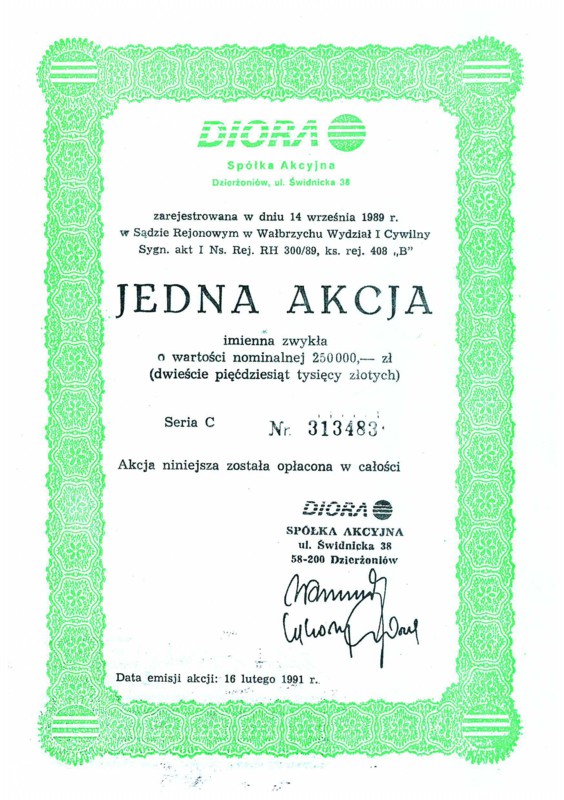 DIORA
Spółka Akcyjna
Dzierżoniów, ul. Świdnicka 38
zarejestrowana w dniu 14 września 1989 r.
w Sądzie Rejonowym w Wałbrzychu Wydział I Cywilny
Sygn. akt I Ns. Rej. RH 300/89, ks. rej. 408 „B”
JEDNA AKCJA
imienna zwykła
o wartości nominalnej 250 000,— zł
(dwieście pięćdziesiąt tysięcy złotych)
Seria C Nr. 313483
Akcja niniejsza została opłacona w całości
DIORA
SPÓŁKA AKCYJNA
ul. Świdnicka 38
58-200 Dzierżoniów
Data emisji akcji: 16 lutego 1991 r.